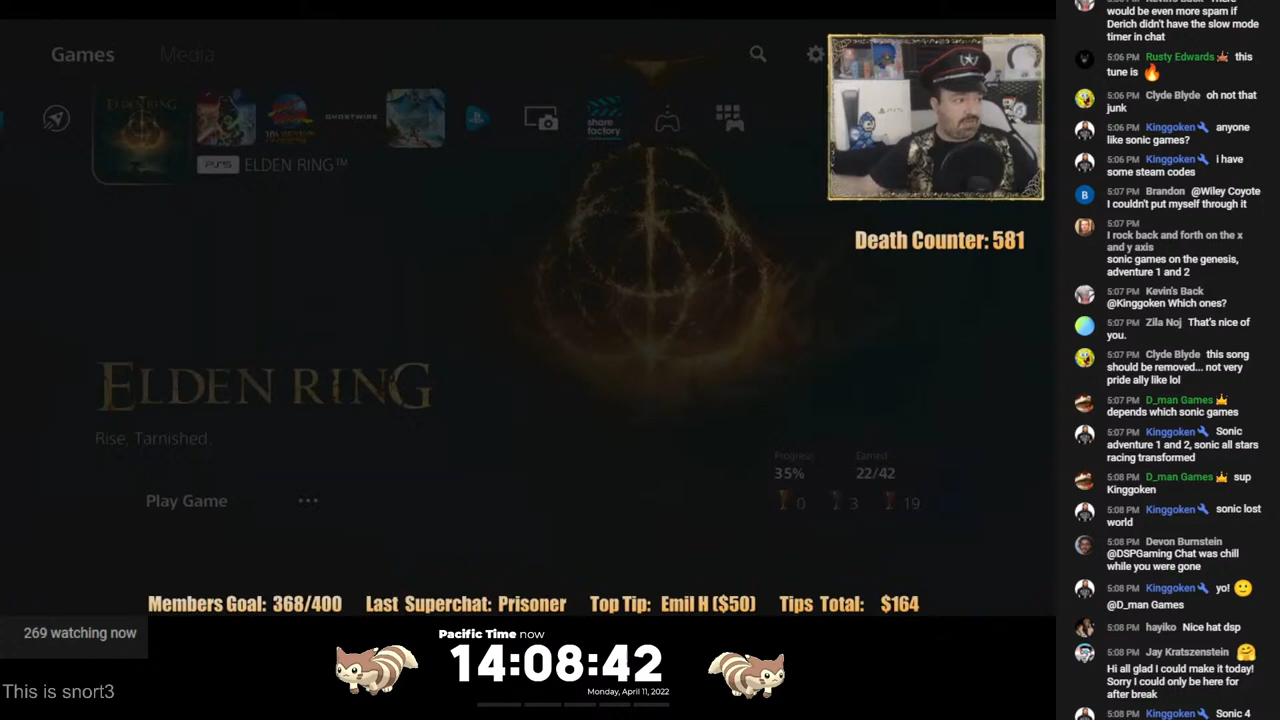 Games Media
ELDEN RING
GHOSTWIRE
share
factory
PS5 ELDEN RING™
Death Counter: 581
ELDEN RING
Rise, Tarnished.
Progress
Earned
35%
22/42
0 3 19
Play Game ...
Members Goal: 368/400 Last Superchat: Prisoner Top Tip: Emil H ($50) Tips Total: $164
269 watching now
Pacific Time now
14:08:42
Monday, April 11, 2022
This is snort3
would be even more spam if
Derich didn't have the slow mode
timer in chat
5:06 PM Rusty Edwards this
tune is 🔥
5:06 PM Clyde Blyde oh not that
junk
5:06 PM Kinggoken anyone
like sonic games?
5:06 PM Kinggoken i have
some steam codes
B
5:07 PM Brandon @Wiley Coyote
I couldn't put myself through it
5:07 PM
I rock back and forth on the x
and y axis
sonic games on the genesis,
adventure 1 and 2
5:07 PM Kevin's Back
@Kinggoken Which ones?
5:07 PM Zila Noj That's nice of
you.
5:07 PM Clyde Blyde this song
should be removed... not very
pride ally like lol
5:07 PM D_man Games
depends which sonic games
5:07 PM Kinggoken Sonic
adventure 1 and 2, sonic all stars
racing transformed
5:08 PM D_man Games sup
Kinggoken
5:08 PM Kinggoken sonic lost
world
5:08 PM Devon Burnstein
@DSPGaming Chat was chill
while you were gone
5:08 PM Kinggoken yo! 🙂
@D_man Games
5:08 PM hayiko Nice hat dsp
5:08 PM Jay Kratszenstein 🤗
Hi all glad I could make it today!
Sorry I could only be here for
after break
5:08 PM Kinggoken Sonic 4